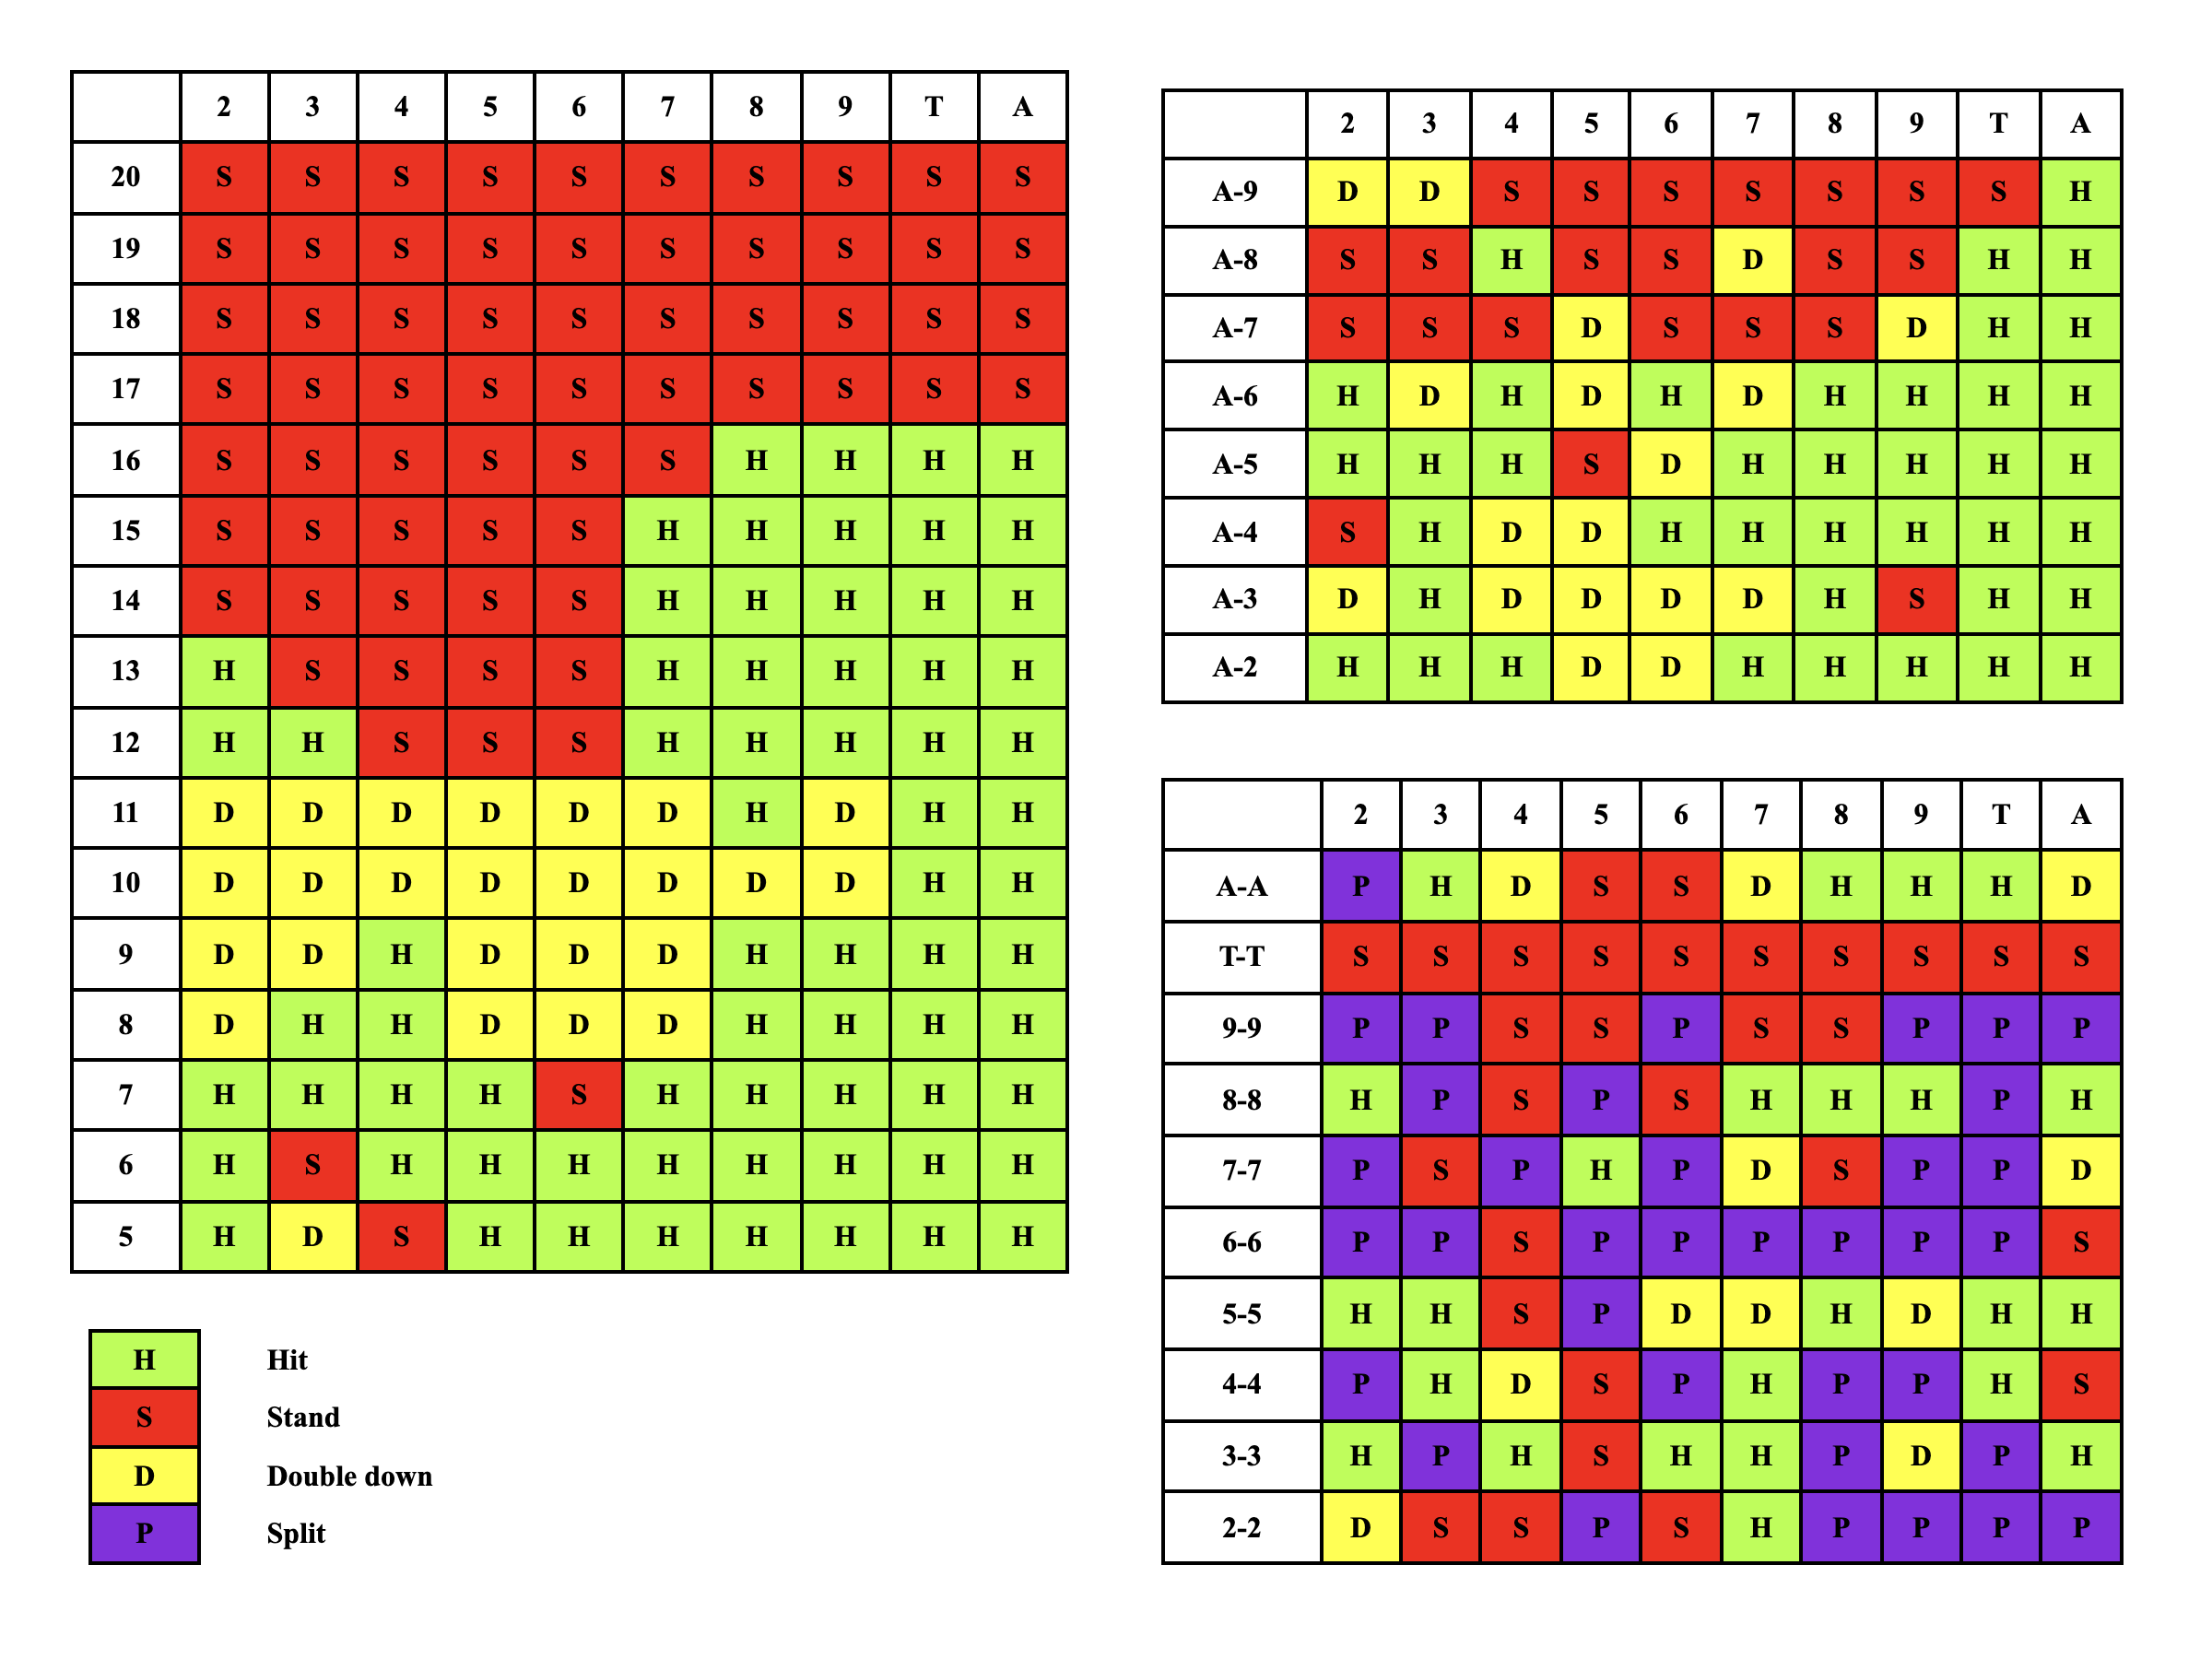 2 3 4 5 6 7 8 9 T A
20 S S S S S S S S S S
19 S S S S S S S S S S
18 S S S S S S S S S S
17 S S S S S S S S S S
16 S S S S S S H H H H
15 S S S S S H H H H H
14 S S S S S H H H H H
13 H S S S S H H H H H
12 H H S S S H H H H H
11 D D D D D D H D H H
10 D D D D D D D D H H
9 D D H D D D H H H H
8 D H H D D D H H H H
7 H H H H S H H H H H
6 H S H H H H H H H H
5 H D S H H H H H H H
H Hit
S Stand
D Double down
P Split
2 3 4 5 6 7 8 9 T A
A-9 D D S S S S S S S H
A-8 S S H S S D S S H H
A-7 S S S D S S S D H H
A-6 H D H D H D H H H H
A-5 H H H S D H H H H H
A-4 S H D D H H H H H H
A-3 D H D D D D H S H H
A-2 H H H D D H H H H H
2 3 4 5 6 7 8 9 T A
A-A P H D S S D H H H D
T-T S S S S S S S S S S
9-9 P P S S P S S P P P
8-8 H P S P S H H H P H
7-7 P S P H P D S P P D
6-6 P P S P P P P P P S
5-5 H H S P D D H D H H
4-4 P H D S P H P P H S
3-3 H P H S H H P D P H
2-2 D S S P S H P P P P